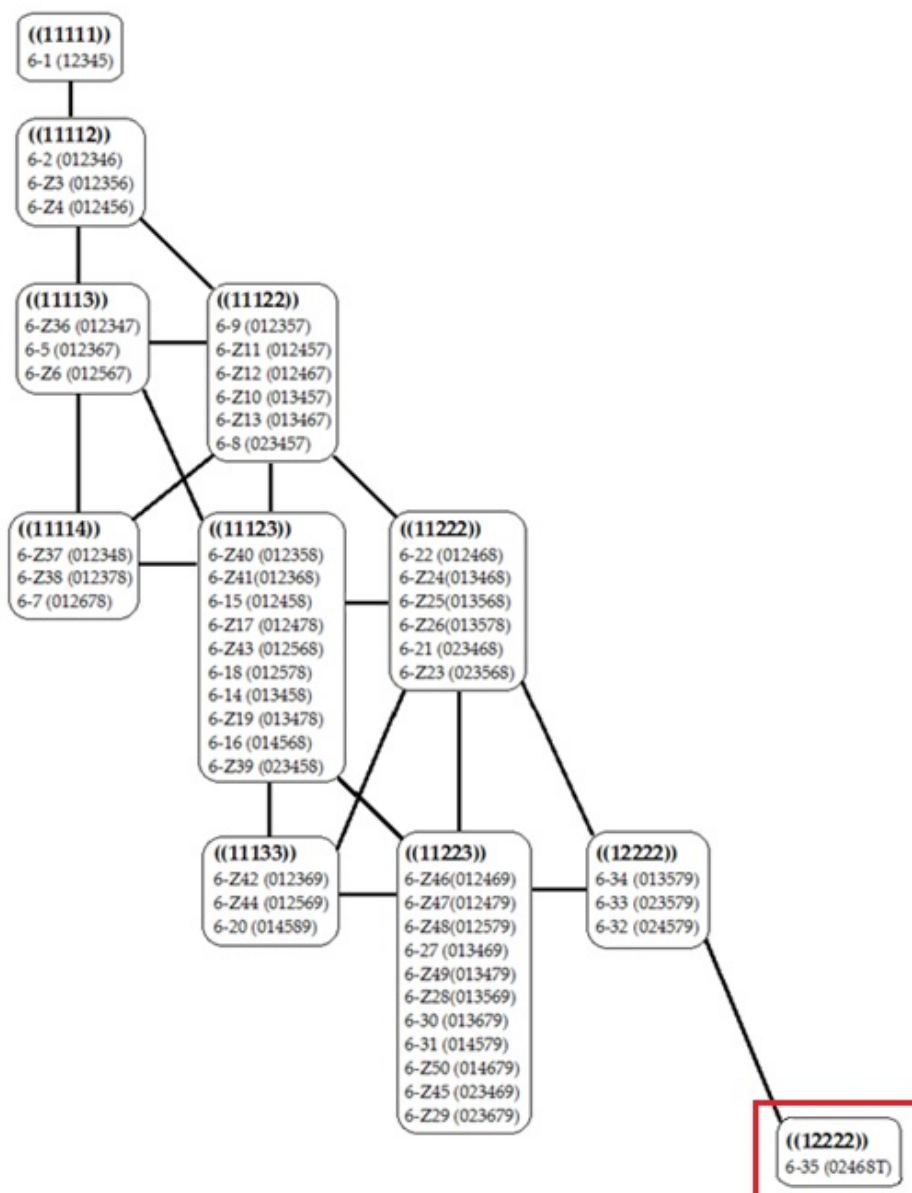 ((11111))
6-1 (12345)
((11112))
6-2 (012346)
6-Z3 (012356)
6-Z4 (012456)
((11113))
6-Z36 (012347)
6-5 (012367)
6-Z6 (012567)
((11122))
6-9 (012357)
6-Z11 (012457)
6-Z12 (012467)
6-Z10 (013457)
6-Z13 (013467)
6-8 (023457)
((11114))
6-Z37 (012348)
6-Z38 (012378)
6-7 (012678)
((11123))
6-Z40 (012358)
6-Z41(012368)
6-15 (012458)
6-Z17 (012478)
6-Z43 (012568)
6-18 (012578)
6-14 (013458)
6-Z19 (013478)
6-16 (014568)
6-Z39 (023458)
((11222))
6-22 (012468)
6-Z24(013468)
6-Z25(013568)
6-Z26(013578)
6-21 (023468)
6-Z23 (023568)
((11133))
6-Z42 (012369)
6-Z44 (012569)
6-20 (014589)
((11223))
6-Z46(012469)
6-Z47(012479)
6-Z48(012579)
6-27 (013469)
6-Z49(013479)
6-Z28(013569)
6-30 (013679)
6-31 (014579)
6-Z50 (014679)
6-Z45 (023469)
6-Z29 (023679)
((12222))
6-34 (013579)
6-33 (023579)
6-32 (024579)
((12222))
6-35 (02468T)